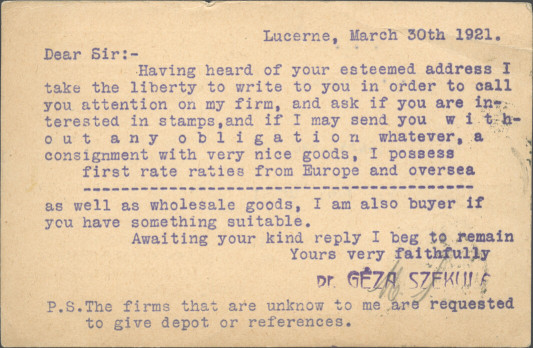 Lucerne, March 30th 1921.
Dear Sir:-
Having heard of your esteemed address I
take the liberty to write to you in order to call
you attention on my firm, and ask if you are in-
terested in stamps,and if I may send you w i t h-
o u t a n y o b l i g a t i o n whatever, a
consignment with very nice goods, I possess
first rate raties from Europe and oversea
as well as wholesale goods, I am also buyer if
you have something suitable.
Awaiting your kind reply I beg to remain
Yours very faithfully
Dr. GÉZA SZEKULE
P.S.The firms that are unknow to me are requested
to give depot or references.